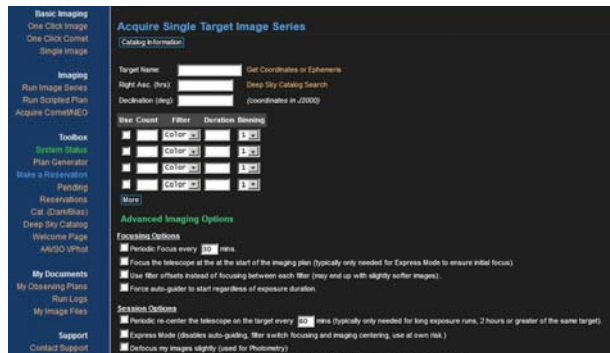 Basic Imaging
One Click Image
One Click Comet
Single Image
Imaging
Run Image Series
Run Scripted Plan
Acquire Comet/NEO
Toolbox
System Status
Plan Generator
Make a Reservation
Pending
Reservations
Cal. (Dark/Bias)
Deep Sky Catalog
Welcome Page
AAVSO VPhot
My Documents
My Observing Plans
Run Logs
My Image Files
Support
Contact Support
Acquire Single Target Image Series
Catalog Information
Target Name: Get Coordinates or Ephemeris
Right Asc. (hrs): Deep Sky Catalog Search
Declination (deg): (coordinates in J2000)
Use Count Filter Duration Binning
Color 1
Color 1
Color 1
Color 1
More
Advanced Imaging Options
Focusing Options
Periodic Focus every 30 mins.
Focus the telescope at the at the start of the imaging plan (typically only needed for Express Mode to ensure initial focus).
Use filter offsets instead of focusing between each filter (may end up with slightly softer images).
Force auto-guider to start regardless of exposure duration.
Session Options
Periodic re-center the telescope on the target every 60 mins (typically only needed for long exposure runs, 2 hours or greater of the same target).
Express Mode (disables auto-guiding, filter switch focusing and imaging centering, use at own risk.)
Defocus my images slightly (used for Photometry)